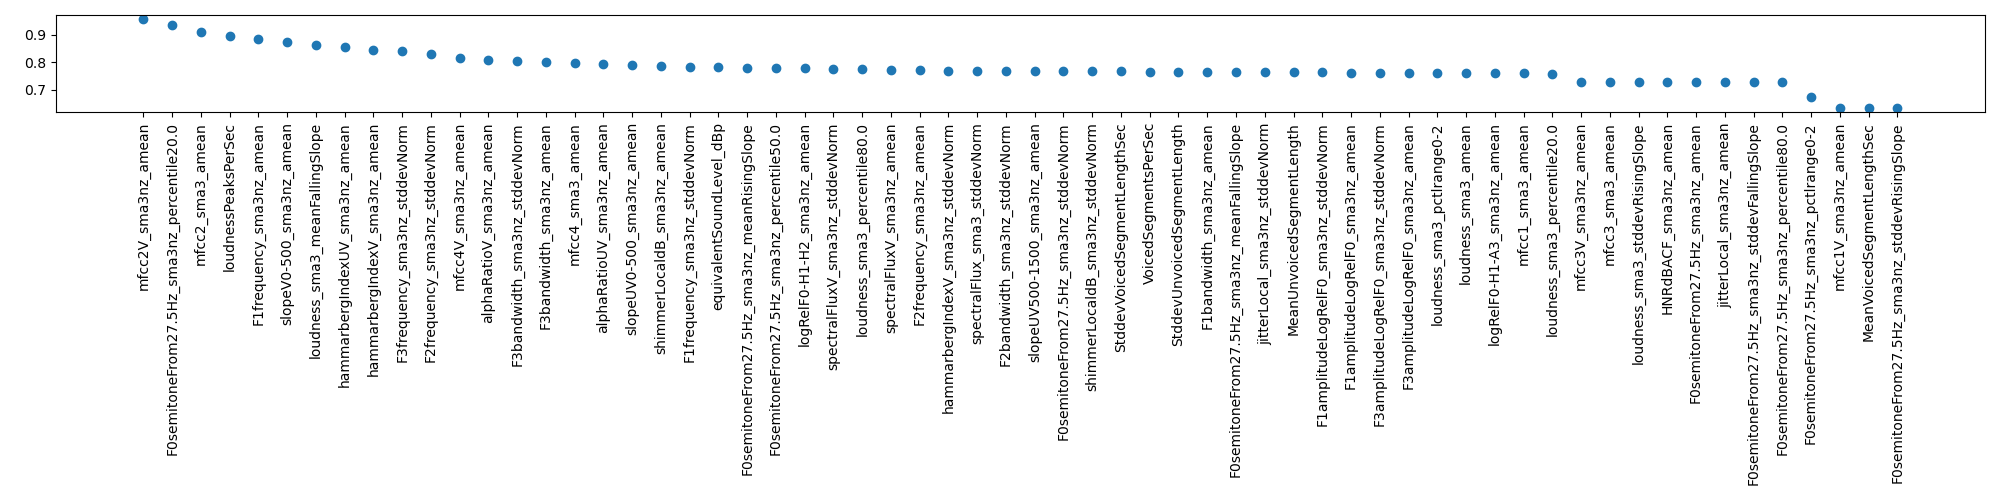 0.9
0.8
0.7
mfcc2V_sma3nz_amean
F0semitoneFrom27.5Hz_sma3nz_percentile20.0
mfcc2_sma3_amean
loudnessPeaksPerSec
F1frequency_sma3nz_amean
slopeV0-500_sma3nz_amean
loudness_sma3_meanFallingSlope
hammarbergIndexUV_sma3nz_amean
hammarbergIndexV_sma3nz_amean
F3frequency_sma3nz_stddevNorm
F2frequency_sma3nz_stddevNorm
mfcc4V_sma3nz_amean
alphaRatioV_sma3nz_amean
F3bandwidth_sma3nz_stddevNorm
F3bandwidth_sma3nz_amean
mfcc4_sma3_amean
alphaRatioUV_sma3nz_amean
slopeUV0-500_sma3nz_amean
shimmerLocaldB_sma3nz_amean
F1frequency_sma3nz_stddevNorm
equivalentSoundLevel_dBp
F0semitoneFrom27.5Hz_sma3nz_meanRisingSlope
F0semitoneFrom27.5Hz_sma3nz_percentile50.0
logRelF0-H1-H2_sma3nz_amean
spectralFluxV_sma3nz_stddevNorm
loudness_sma3_percentile80.0
spectralFluxV_sma3nz_amean
F2frequency_sma3nz_amean
hammarbergIndexV_sma3nz_stddevNorm
spectralFlux_sma3_stddevNorm
F2bandwidth_sma3nz_stddevNorm
slopeUV500-1500_sma3nz_amean
F0semitoneFrom27.5Hz_sma3nz_stddevNorm
shimmerLocaldB_sma3nz_stddevNorm
StddevVoicedSegmentLengthSec
VoicedSegmentsPerSec
StddevUnvoicedSegmentLength
F1bandwidth_sma3nz_amean
F0semitoneFrom27.5Hz_sma3nz_meanFallingSlope
jitterLocal_sma3nz_stddevNorm
MeanUnvoicedSegmentLength
F1amplitudeLogRelF0_sma3nz_stddevNorm
F1amplitudeLogRelF0_sma3nz_amean
F3amplitudeLogRelF0_sma3nz_stddevNorm
F3amplitudeLogRelF0_sma3nz_amean
loudness_sma3_pctlrange0-2
loudness_sma3_amean
logRelF0-H1-A3_sma3nz_amean
mfcc1_sma3_amean
loudness_sma3_percentile20.0
mfcc3V_sma3nz_amean
mfcc3_sma3_amean
loudness_sma3_stddevRisingSlope
HNRdBACF_sma3nz_amean
F0semitoneFrom27.5Hz_sma3nz_amean
jitterLocal_sma3nz_amean
F0semitoneFrom27.5Hz_sma3nz_stddevFallingSlope
F0semitoneFrom27.5Hz_sma3nz_percentile80.0
F0semitoneFrom27.5Hz_sma3nz_pctlrange0-2
mfcc1V_sma3nz_amean
MeanVoicedSegmentLengthSec
F0semitoneFrom27.5Hz_sma3nz_stddevRisingSlope